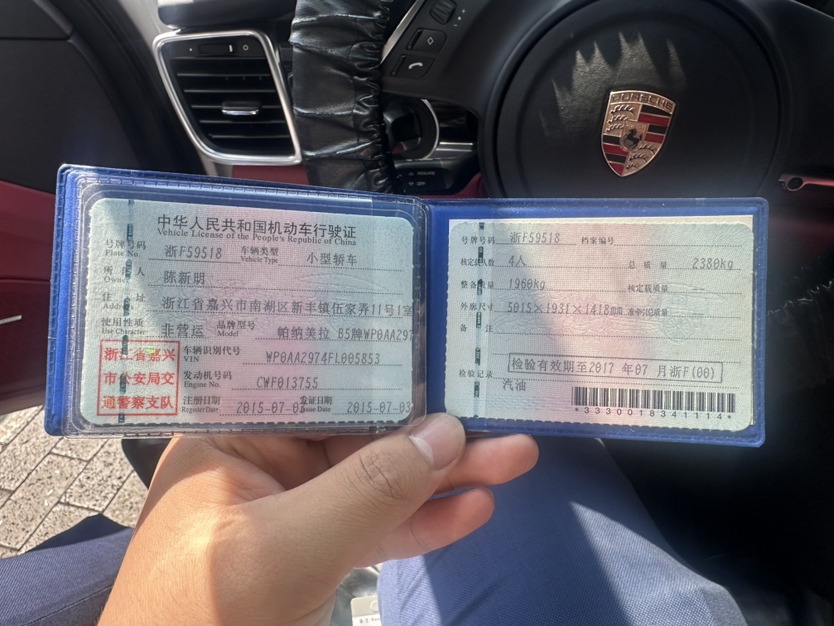 PORSCHE
中华人民共和国机动车行驶证
Vehicle License of the People's Republic of China
号牌号码 浙F59518 车辆类型 小型轿车
Plate No. Vehicle Type
所有人 陈新明
Owner
住址 浙江省嘉兴市南湖区新丰镇伍家弄11号1室
Address
使用性质 非营运 品牌型号 帕纳美拉 B5牌WP0AA297
Use Character Model
浙江省嘉兴
市公安局交
通警察支队
车辆识别代号 WP0AA2974FL005853
VIN
发动机号码 CWF013755
Engine No.
注册日期 2015-07-03 发证日期 2015-07-03
Register Date Issue Date
号牌号码 浙F59518 档案编号
核定载人数 4人 总质量 2380kg
整备质量 1960kg 核定载质量 --
外廓尺寸 5015×1931×1418mm 准牵引总质量 --
备注
检验有效期至2017 年07 月浙F(00)
检验记录
汽油
*3330018341114*